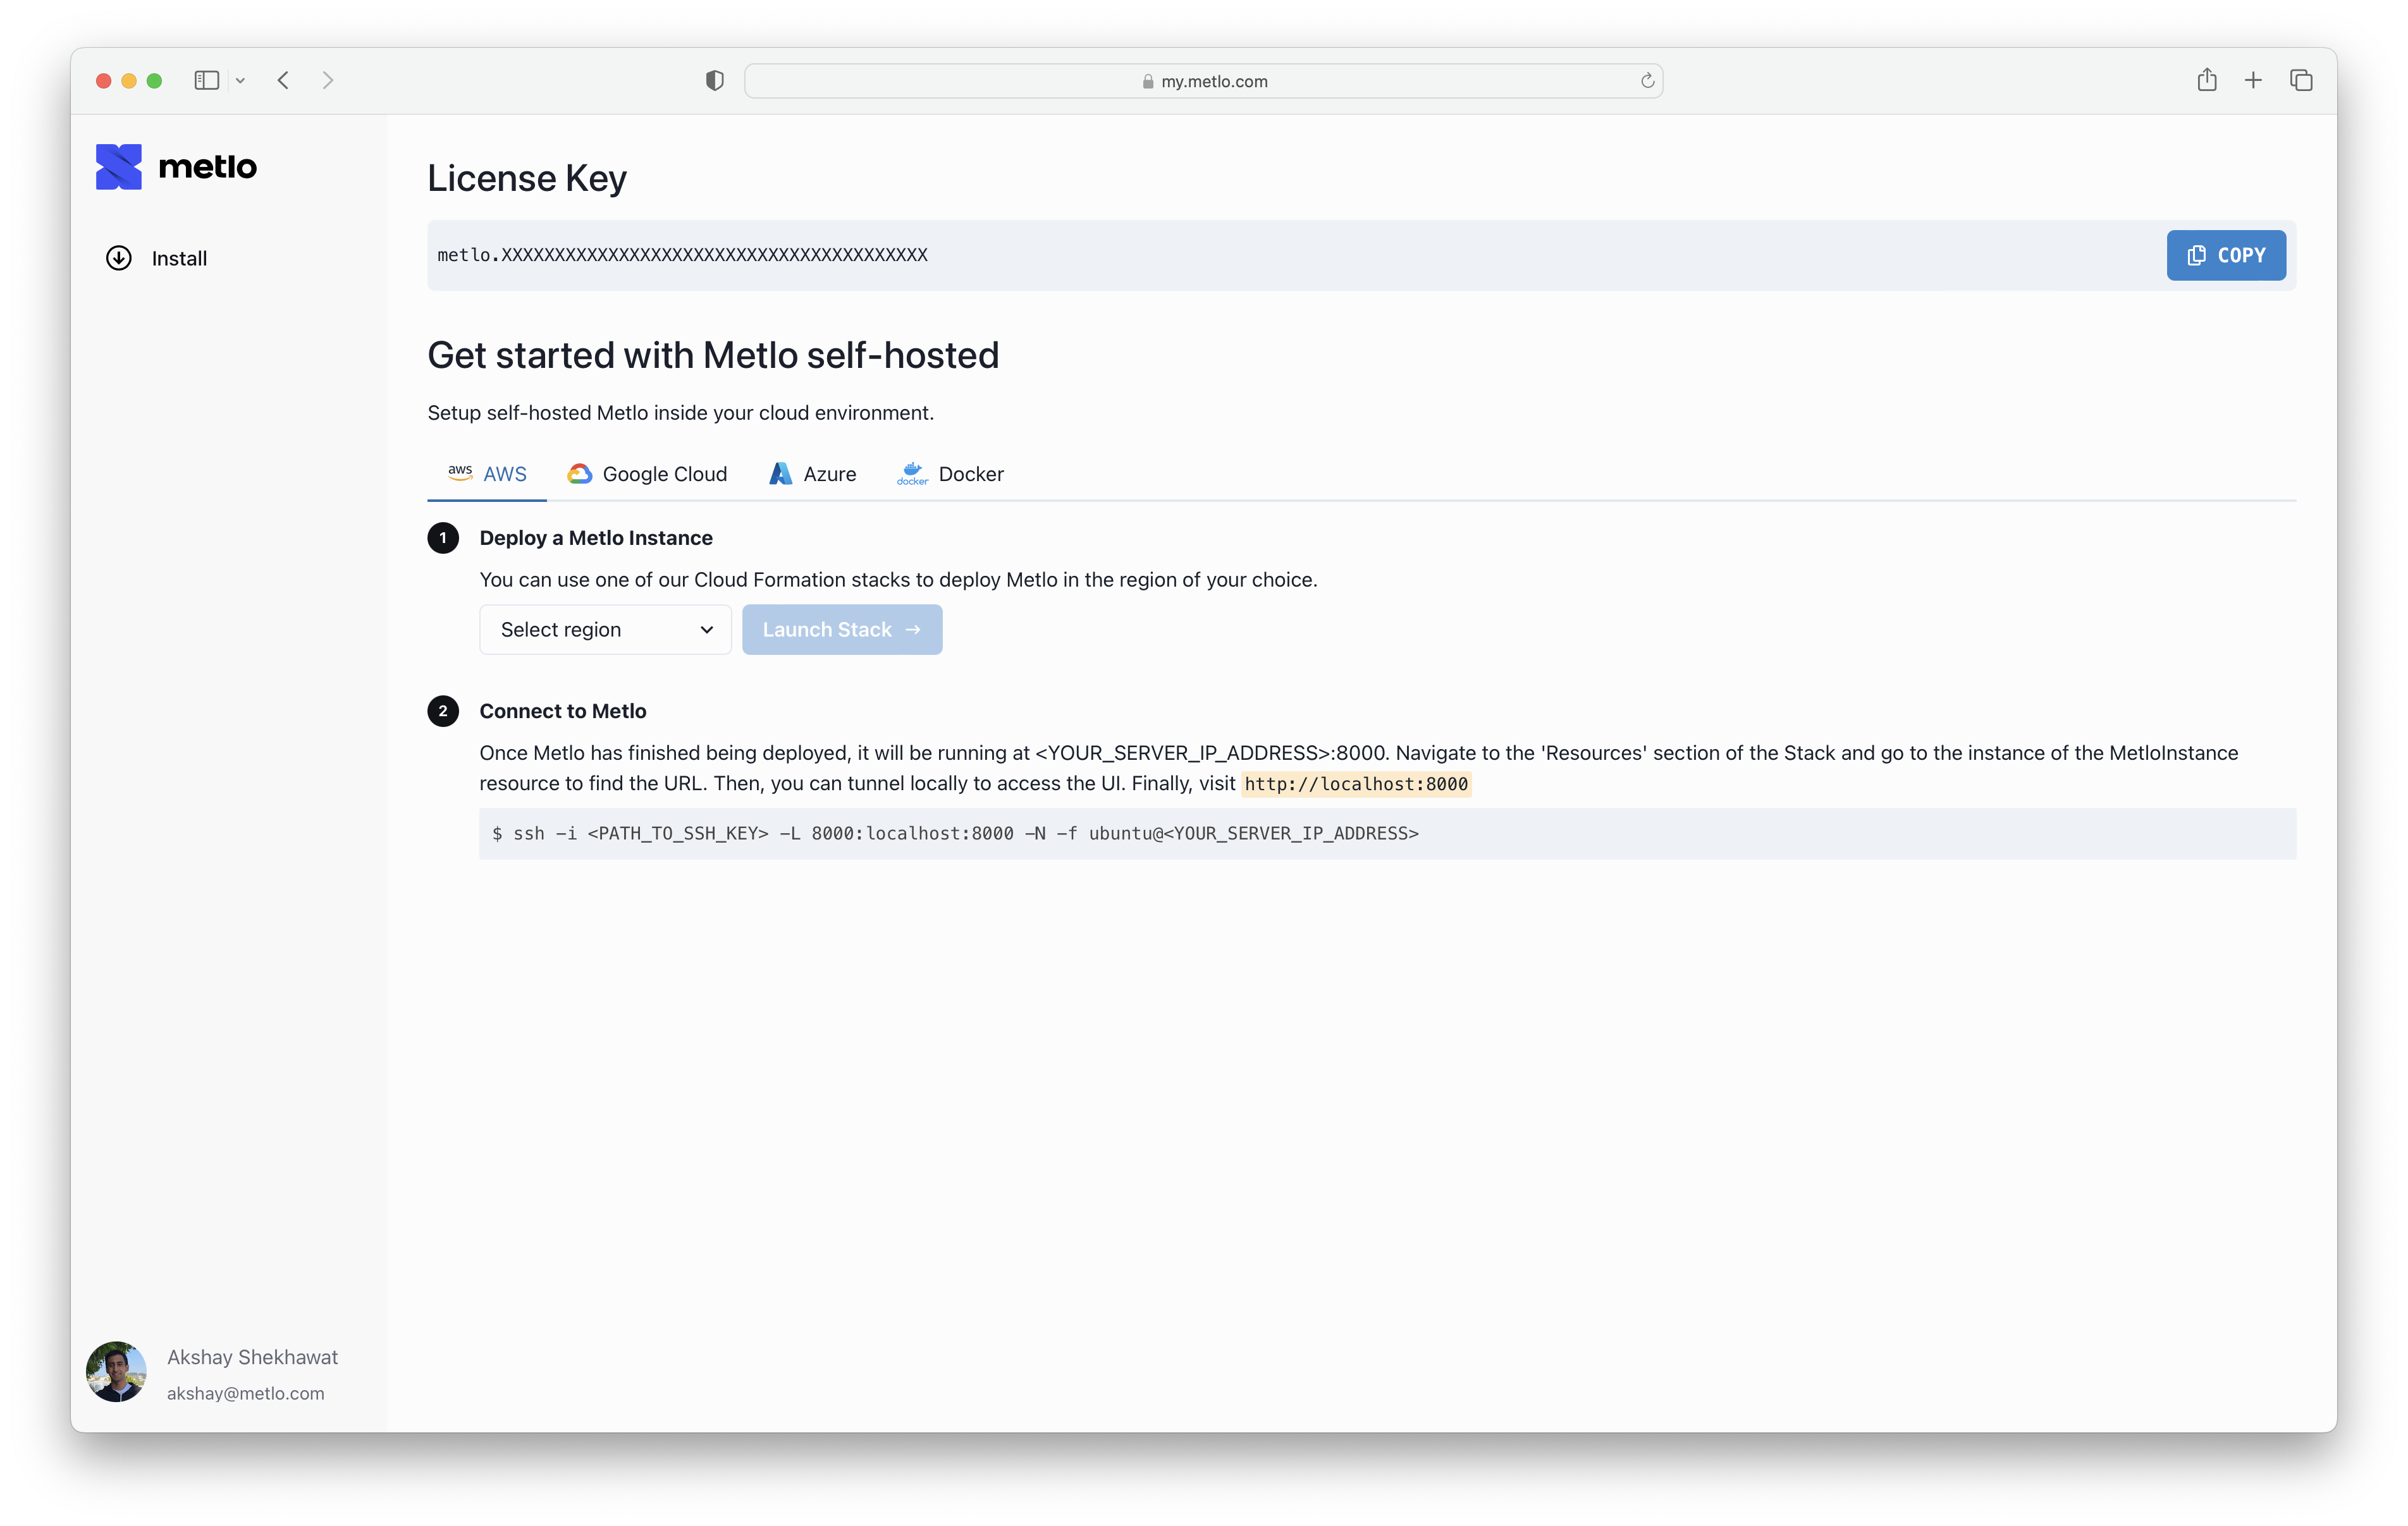 my.metlo.com
metlo
Install
License Key
metlo.XXXXXXXXXXXXXXXXXXXXXXXXXXXXXXXXXXXXXXXX
COPY
Get started with Metlo self-hosted
Setup self-hosted Metlo inside your cloud environment.
aws AWS Google Cloud Azure docker Docker
1 Deploy a Metlo Instance
You can use one of our Cloud Formation stacks to deploy Metlo in the region of your choice.
Select region Launch Stack →
2 Connect to Metlo
Once Metlo has finished being deployed, it will be running at <YOUR_SERVER_IP_ADDRESS>:8000. Navigate to the 'Resources' section of the Stack and go to the instance of the MetloInstance
resource to find the URL. Then, you can tunnel locally to access the UI. Finally, visit http://localhost:8000
$ ssh -i <PATH_TO_SSH_KEY> -L 8000:localhost:8000 -N -f ubuntu@<YOUR_SERVER_IP_ADDRESS>
Akshay Shekhawat
akshay@metlo.com